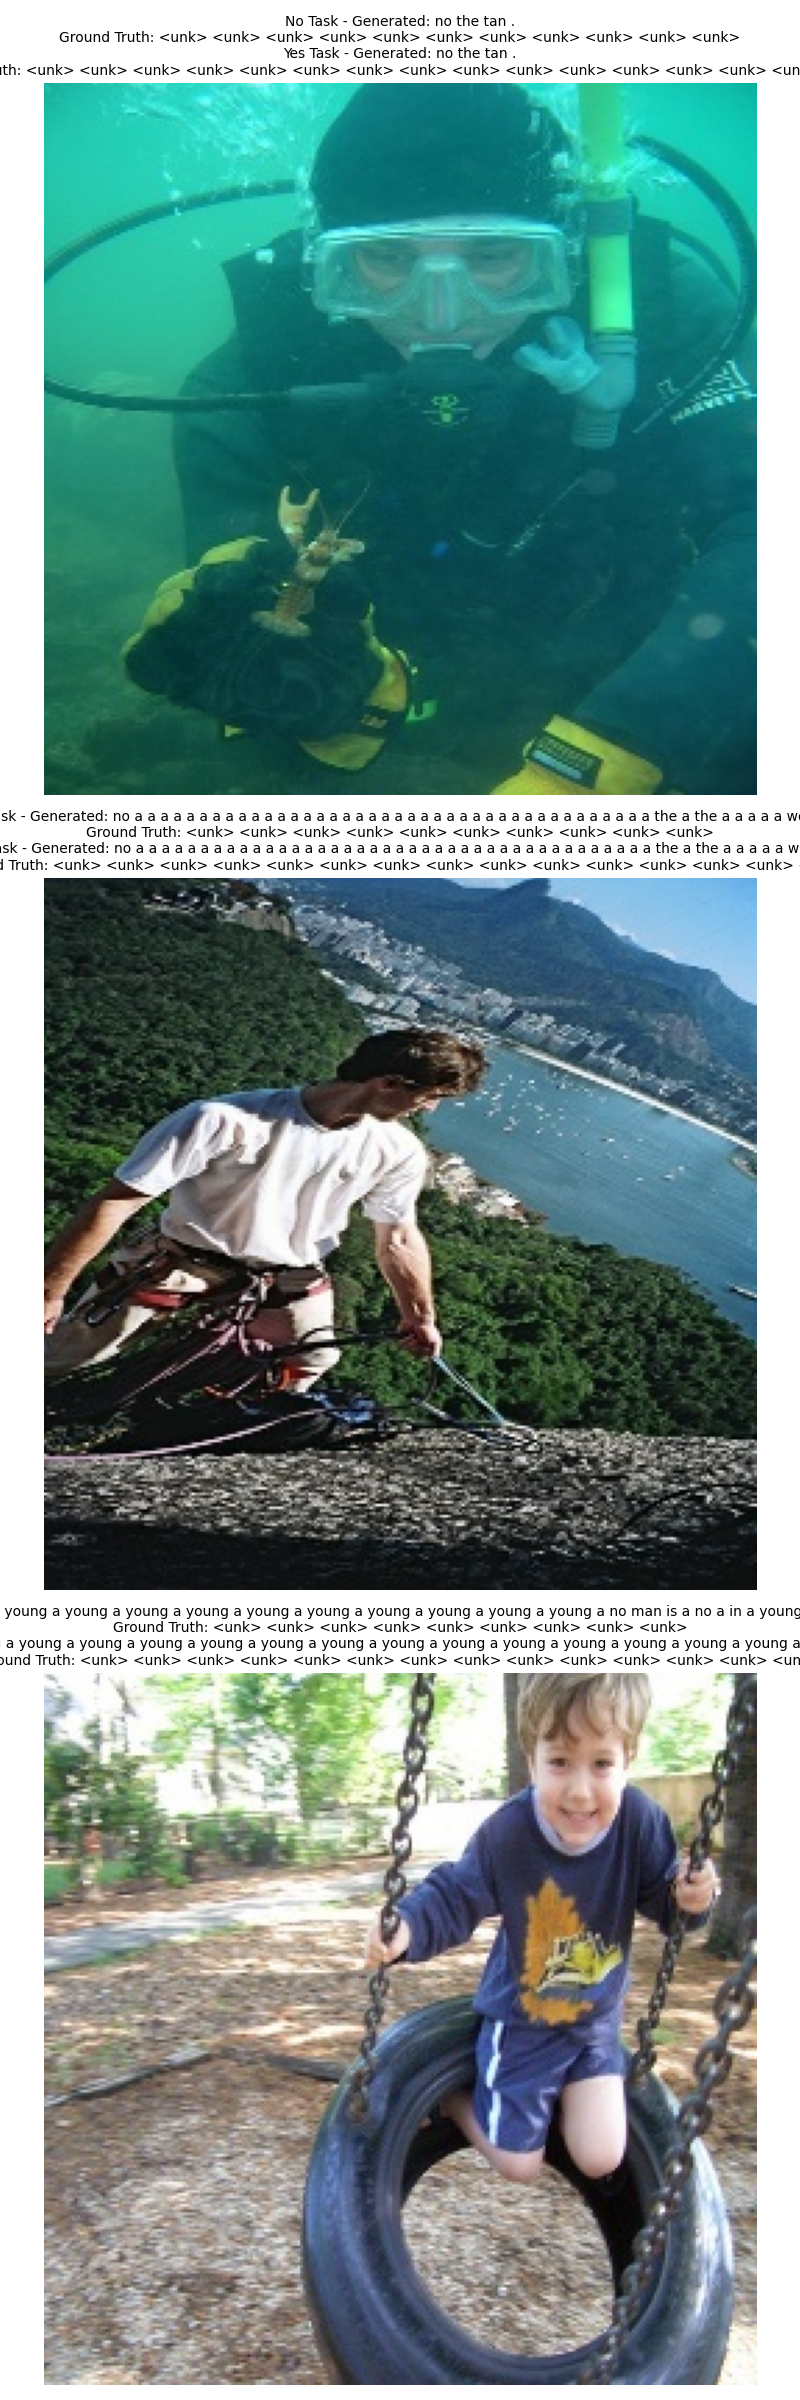 No Task - Generated: no the tan .
Ground Truth: <unk> <unk> <unk> <unk> <unk> <unk> <unk> <unk> <unk> <unk> <unk>
Yes Task - Generated: no the tan .
uth: <unk> <unk> <unk> <unk> <unk> <unk> <unk> <unk> <unk> <unk> <unk> <unk> <unk> <unk> <un
HARVEY'S
sk - Generated: no a a a a a a a a a a a a a a a a a a a a a a a a a a a a a a a a a a a a a a a a the a the a a a a a w
Ground Truth: <unk> <unk> <unk> <unk> <unk> <unk> <unk> <unk> <unk> <unk>
ask - Generated: no a a a a a a a a a a a a a a a a a a a a a a a a a a a a a a a a a a a a a a a a the a the a a a a a w
d Truth: <unk> <unk> <unk> <unk> <unk> <unk> <unk> <unk> <unk> <unk> <unk> <unk> <unk> <unk>
young a young a young a young a young a young a young a young a young a young a no man is a no a in a young
Ground Truth: <unk> <unk> <unk> <unk> <unk> <unk> <unk> <unk> <unk>
a young a young a young a young a young a young a young a young a young a young a young a young a young a
ound Truth: <unk> <unk> <unk> <unk> <unk> <unk> <unk> <unk> <unk> <unk> <unk> <unk> <unk> <un